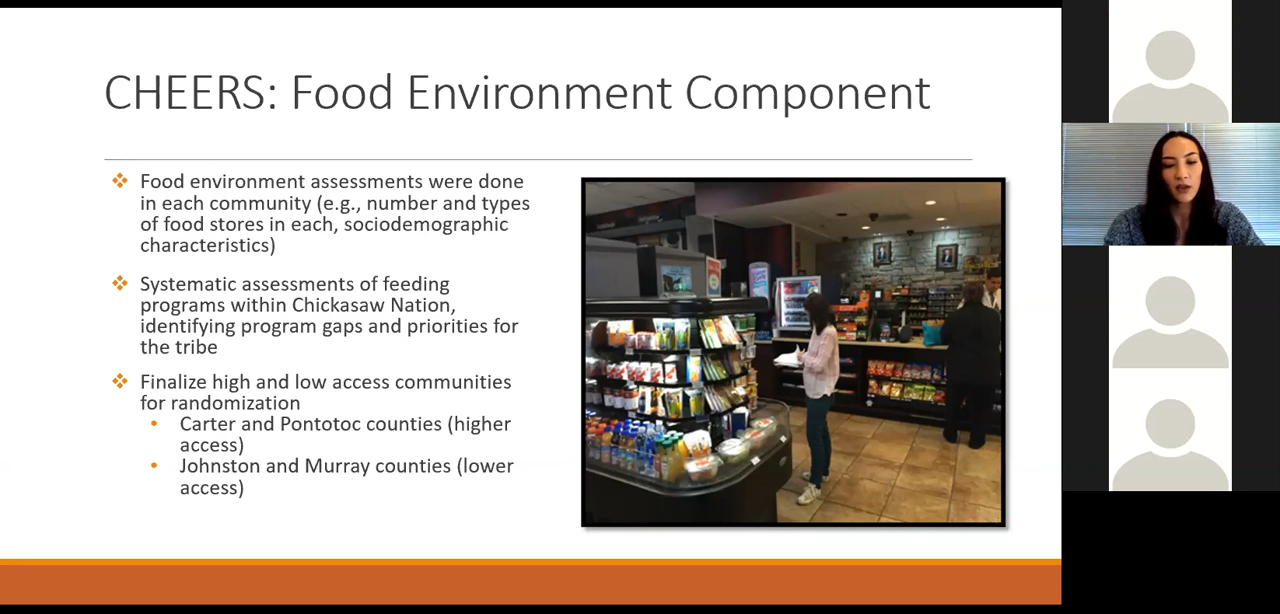 CHEERS: Food Environment Component
Food environment assessments were done
in each community (e.g., number and types
of food stores in each, sociodemographic
characteristics)
Systematic assessments of feeding
programs within Chickasaw Nation,
identifying program gaps and priorities for
the tribe
Finalize high and low access communities
for randomization
Carter and Pontotoc counties (higher
access)
Johnston and Murray counties (lower
access)